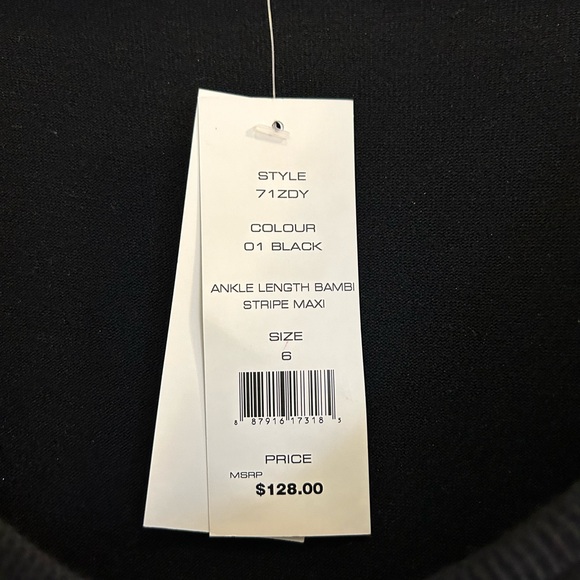 STYLE
71ZDY
COLOUR
01 BLACK
ANKLE LENGTH BAMBI
STRIPE MAXI
SIZE
6
8 87916 17318 3
PRICE
MSRP
$128.00